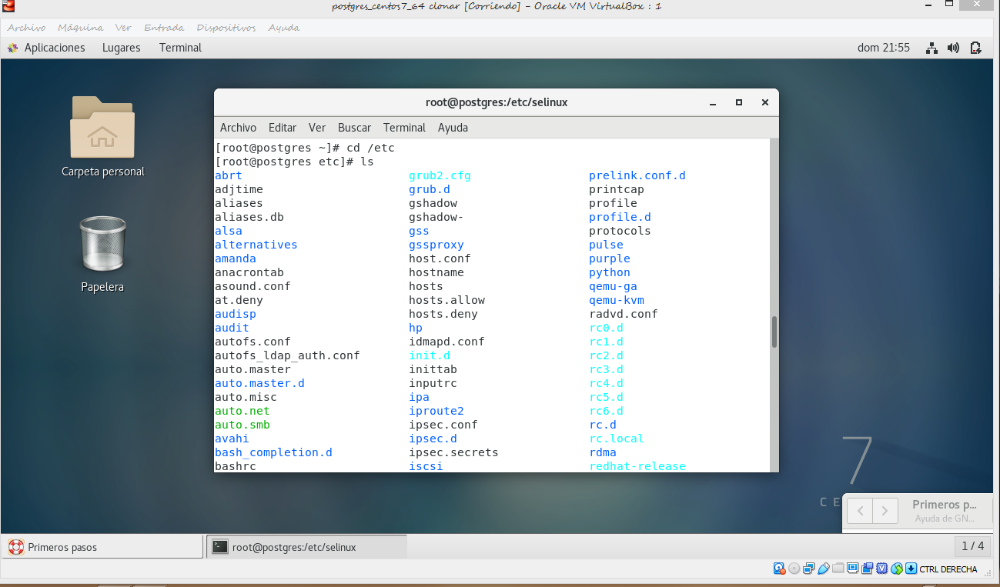 postgres_centos7_64 clonar [Corriendo] - Oracle VM VirtualBox : 1
Archivo Máquina Ver Entrada Dispositivos Ayuda
Aplicaciones Lugares Terminal dom 21:55
Carpeta personal
Papelera
root@postgres:/etc/selinux
Archivo Editar Ver Buscar Terminal Ayuda
[root@postgres ~]# cd /etc
[root@postgres etc]# ls
abrt grub2.cfg prelink.conf.d
adjtime grub.d printcap
aliases gshadow profile
aliases.db gshadow- profile.d
alsa gss protocols
alternatives gssproxy pulse
amanda host.conf purple
anacrontab hostname python
asound.conf hosts qemu-ga
at.deny hosts.allow qemu-kvm
audisp hosts.deny radvd.conf
audit hp rc0.d
autofs.conf idmapd.conf rc1.d
autofs_ldap_auth.conf init.d rc2.d
auto.master inittab rc3.d
auto.master.d inputrc rc4.d
auto.misc ipa rc5.d
auto.net iproute2 rc6.d
auto.smb ipsec.conf rc.d
avahi ipsec.d rc.local
bash_completion.d ipsec.secrets rdma
bashrc iscsi redhat-release
7
C E
Primeros p...
Ayuda de GN...
Primeros pasos
root@postgres:/etc/selinux
1 / 4
CTRL DERECHA